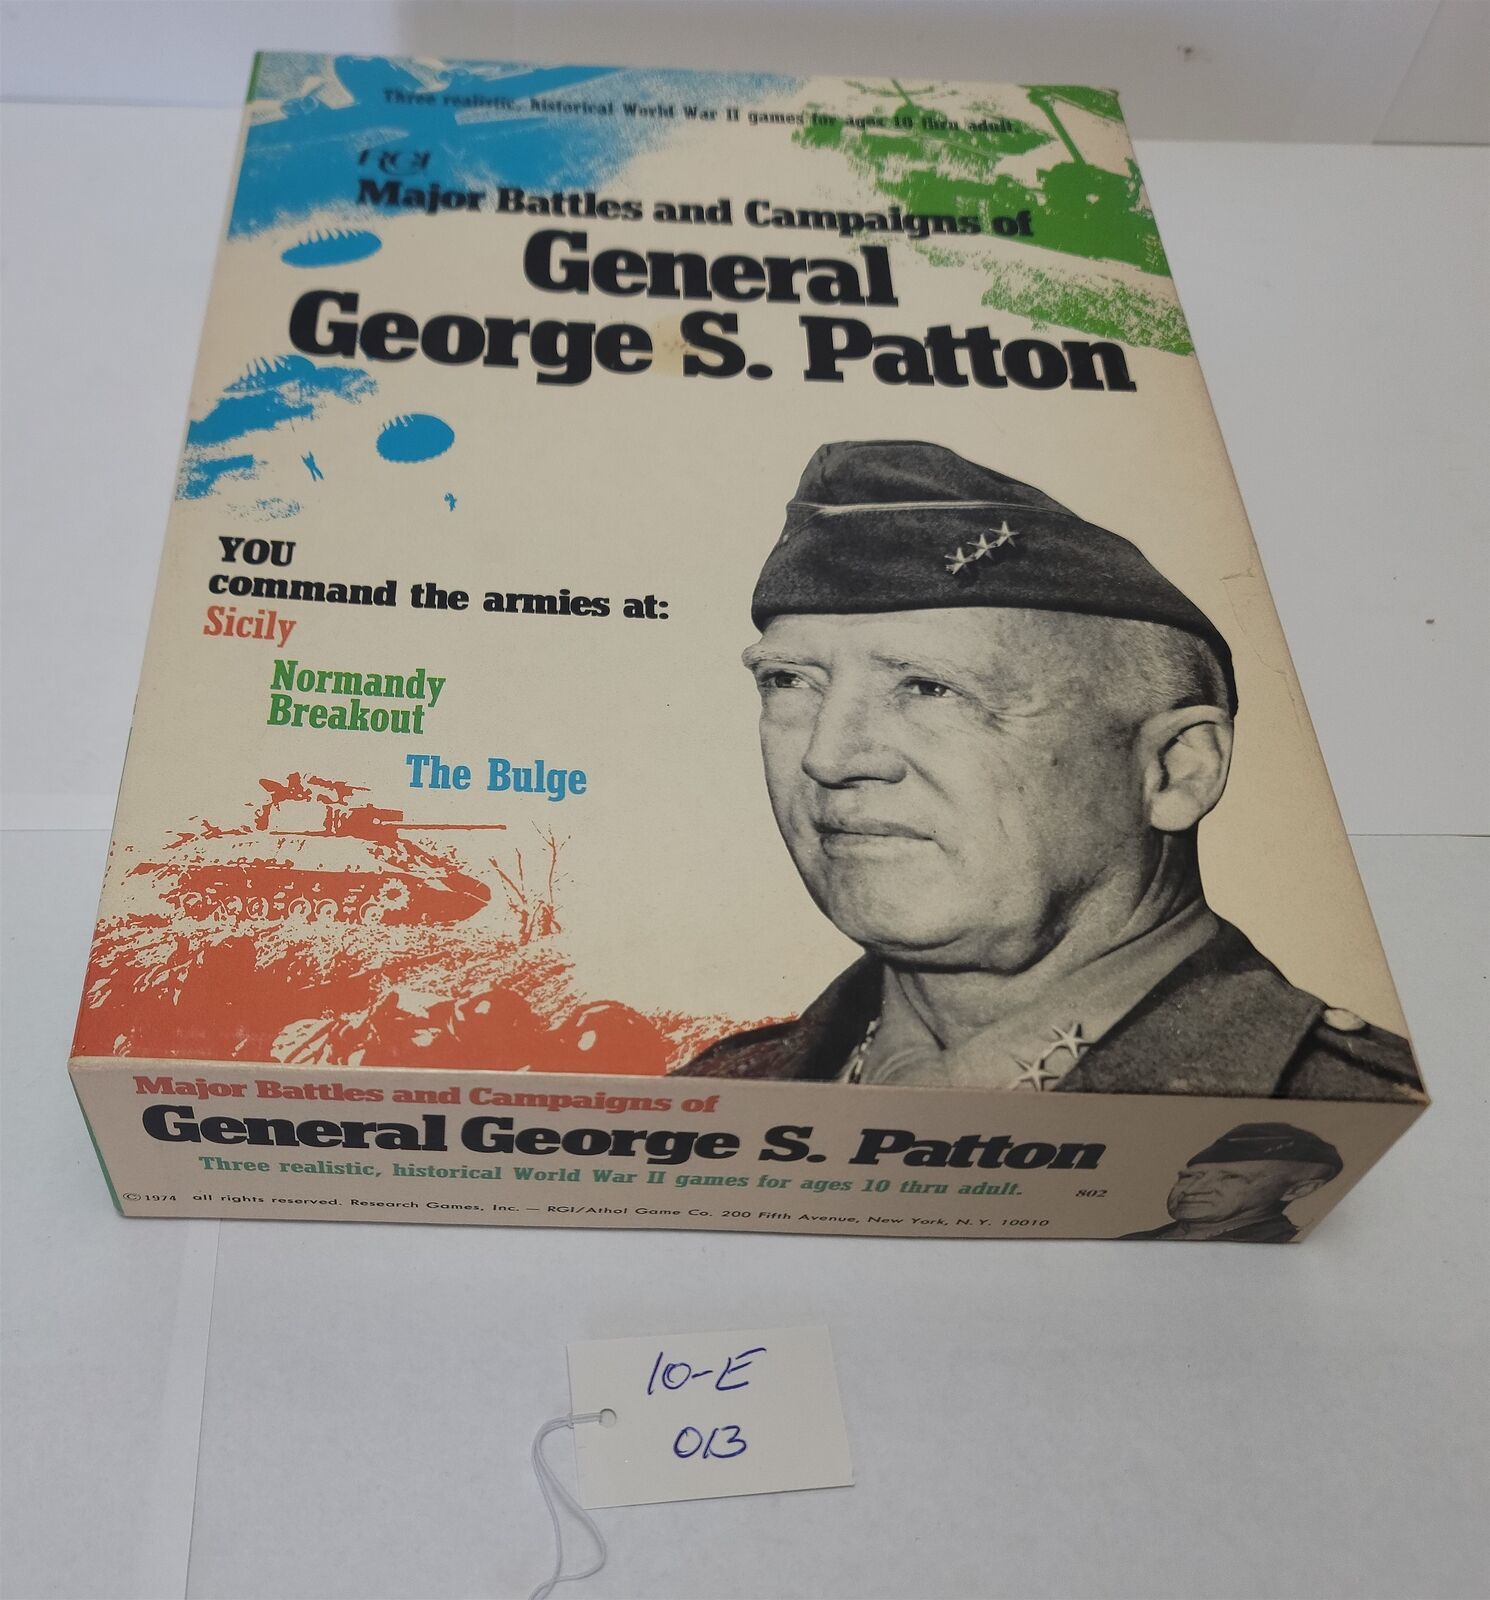 Three realistic, historical World War II games for ages 10 thru adult.
RGI
Major Battles and Campaigns of
General
George S. Patton
YOU
command the armies at:
Sicily
Normandy
Breakout
The Bulge
Major Battles and Campaigns of
General George S. Patton
Three realistic, historical World War II games for ages 10 thru adult.
802
©1974 all rights reserved. Research Games, Inc. — RGI/Athol Game Co. 200 Fifth Avenue, New York, N.Y. 10010
10-E
013